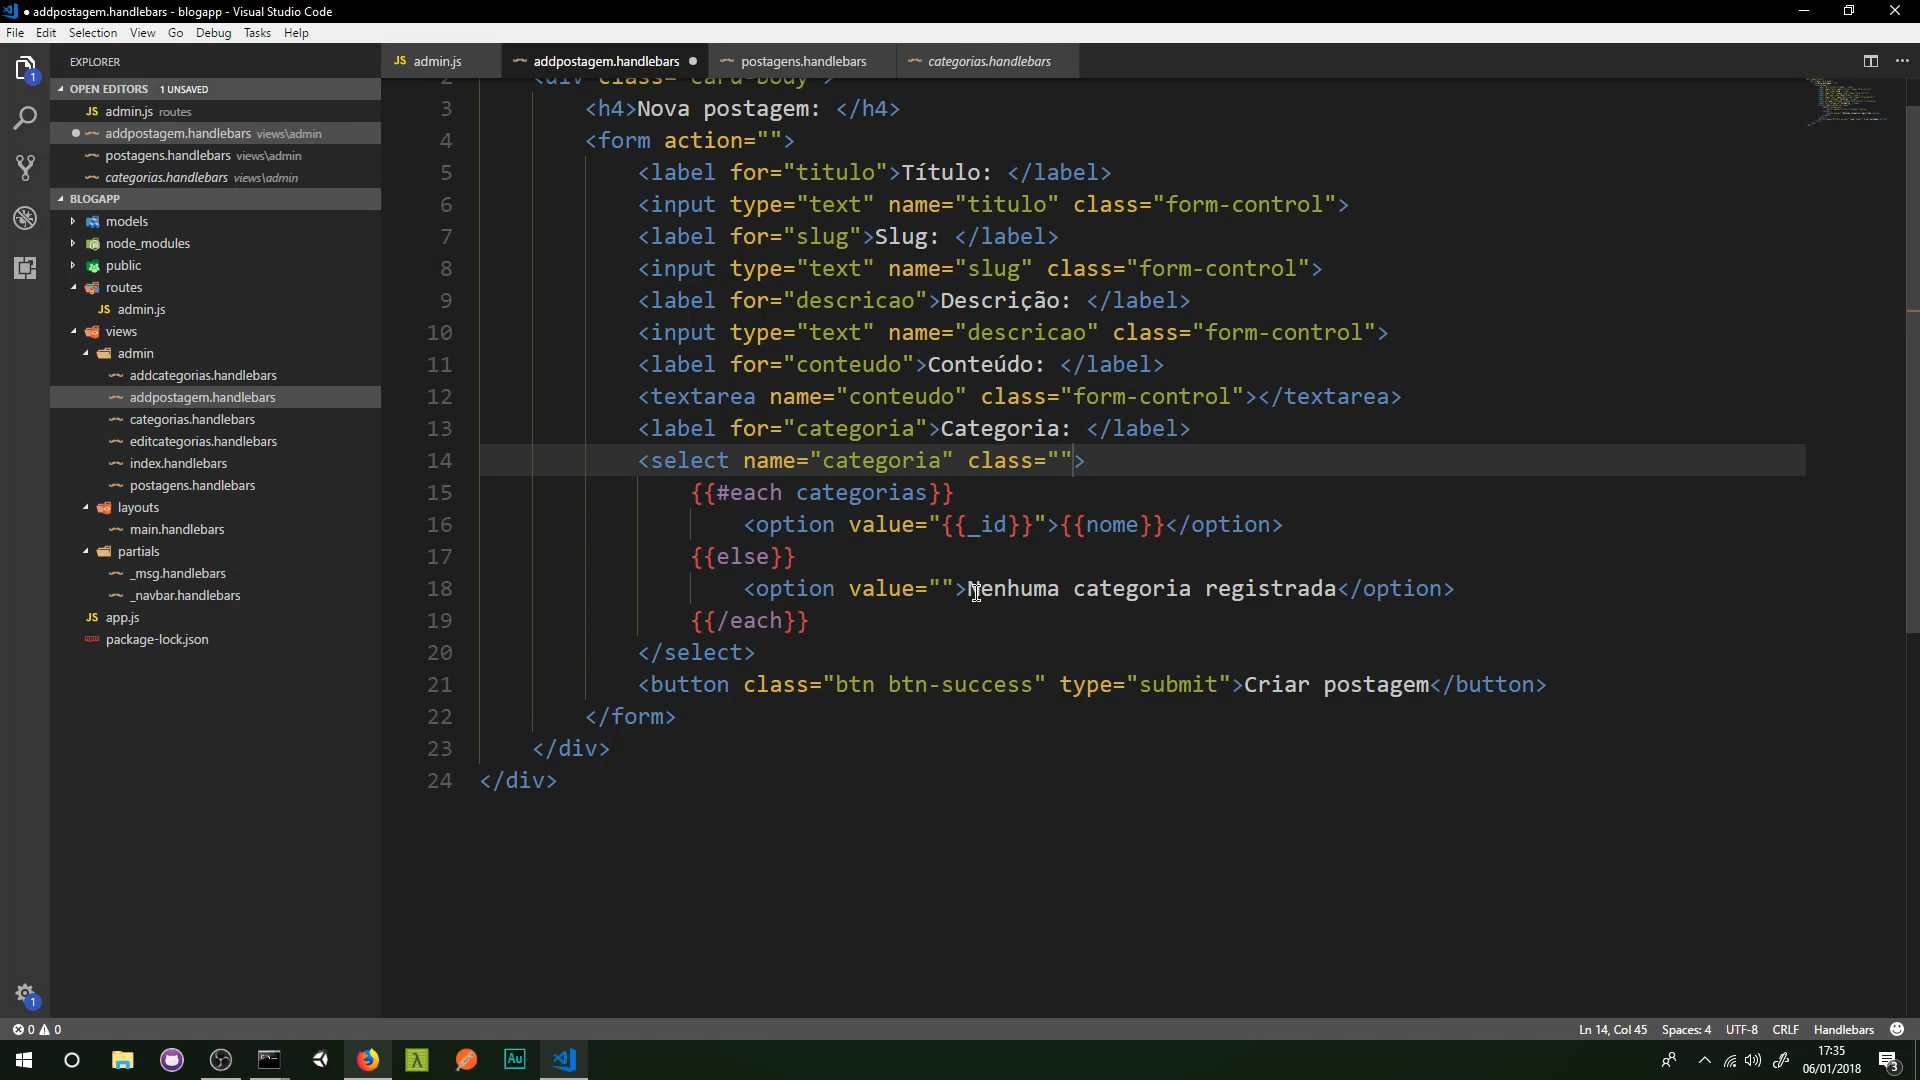 addpostagem.handlebars - blogapp - Visual Studio Code
File Edit Selection View Go Debug Tasks Help
EXPLORER
OPEN EDITORS 1 UNSAVED
admin.js routes
addpostagem.handlebars views\admin
postagens.handlebars views\admin
categorias.handlebars views\admin
BLOGAPP
models
node_modules
public
routes
admin.js
views
admin
addcategorias.handlebars
addpostagem.handlebars
categorias.handlebars
editcategorias.handlebars
index.handlebars
postagens.handlebars
layouts
main.handlebars
partials
_msg.handlebars
_navbar.handlebars
app.js
package-lock.json
admin.js addpostagem.handlebars postagens.handlebars categorias.handlebars
2 <div class="card-body">
3 <h4>Nova postagem: </h4>
4 <form action="">
5 <label for="titulo">Título: </label>
6 <input type="text" name="titulo" class="form-control">
7 <label for="slug">Slug: </label>
8 <input type="text" name="slug" class="form-control">
9 <label for="descricao">Descrição: </label>
10 <input type="text" name="descricao" class="form-control">
11 <label for="conteudo">Conteúdo: </label>
12 <textarea name="conteudo" class="form-control"></textarea>
13 <label for="categoria">Categoria: </label>
14 <select name="categoria" class="">
15 {{#each categorias}}
16 <option value="{{_id}}">{{nome}}</option>
17 {{else}}
18 <option value="">Nenhuma categoria registrada</option>
19 {{/each}}
20 </select>
21 <button class="btn btn-success" type="submit">Criar postagem</button>
22 </form>
23 </div>
24 </div>
0 0
Ln 14, Col 45 Spaces: 4 UTF-8 CRLF Handlebars
17:35
06/01/2018